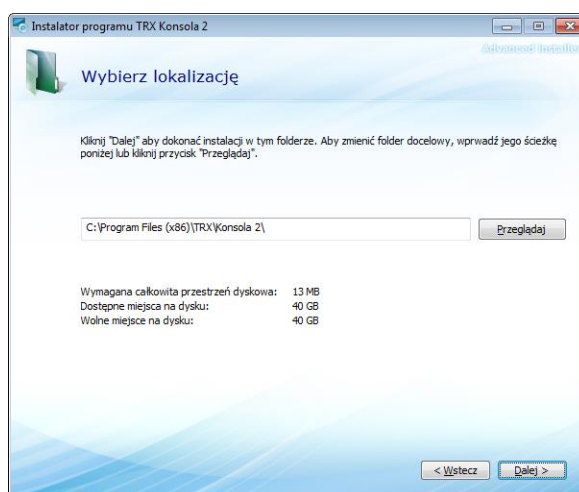 Instalator programu TRX Konsola 2
Advanced Installer
Wybierz lokalizację
Kliknij "Dalej" aby dokonać instalacji w tym folderze. Aby zmienić folder docelowy, wprwadź jego ścieżkę
poniżej lub kliknij przycisk "Przeglądaj".
C:\Program Files (x86)\TRX\Konsola 2\
Przeglądaj
Wymagana całkowita przestrzeń dyskowa: 13 MB
Dostępne miejsca na dysku: 40 GB
Wolne miejsce na dysku: 40 GB
< Wstecz
Dalej >